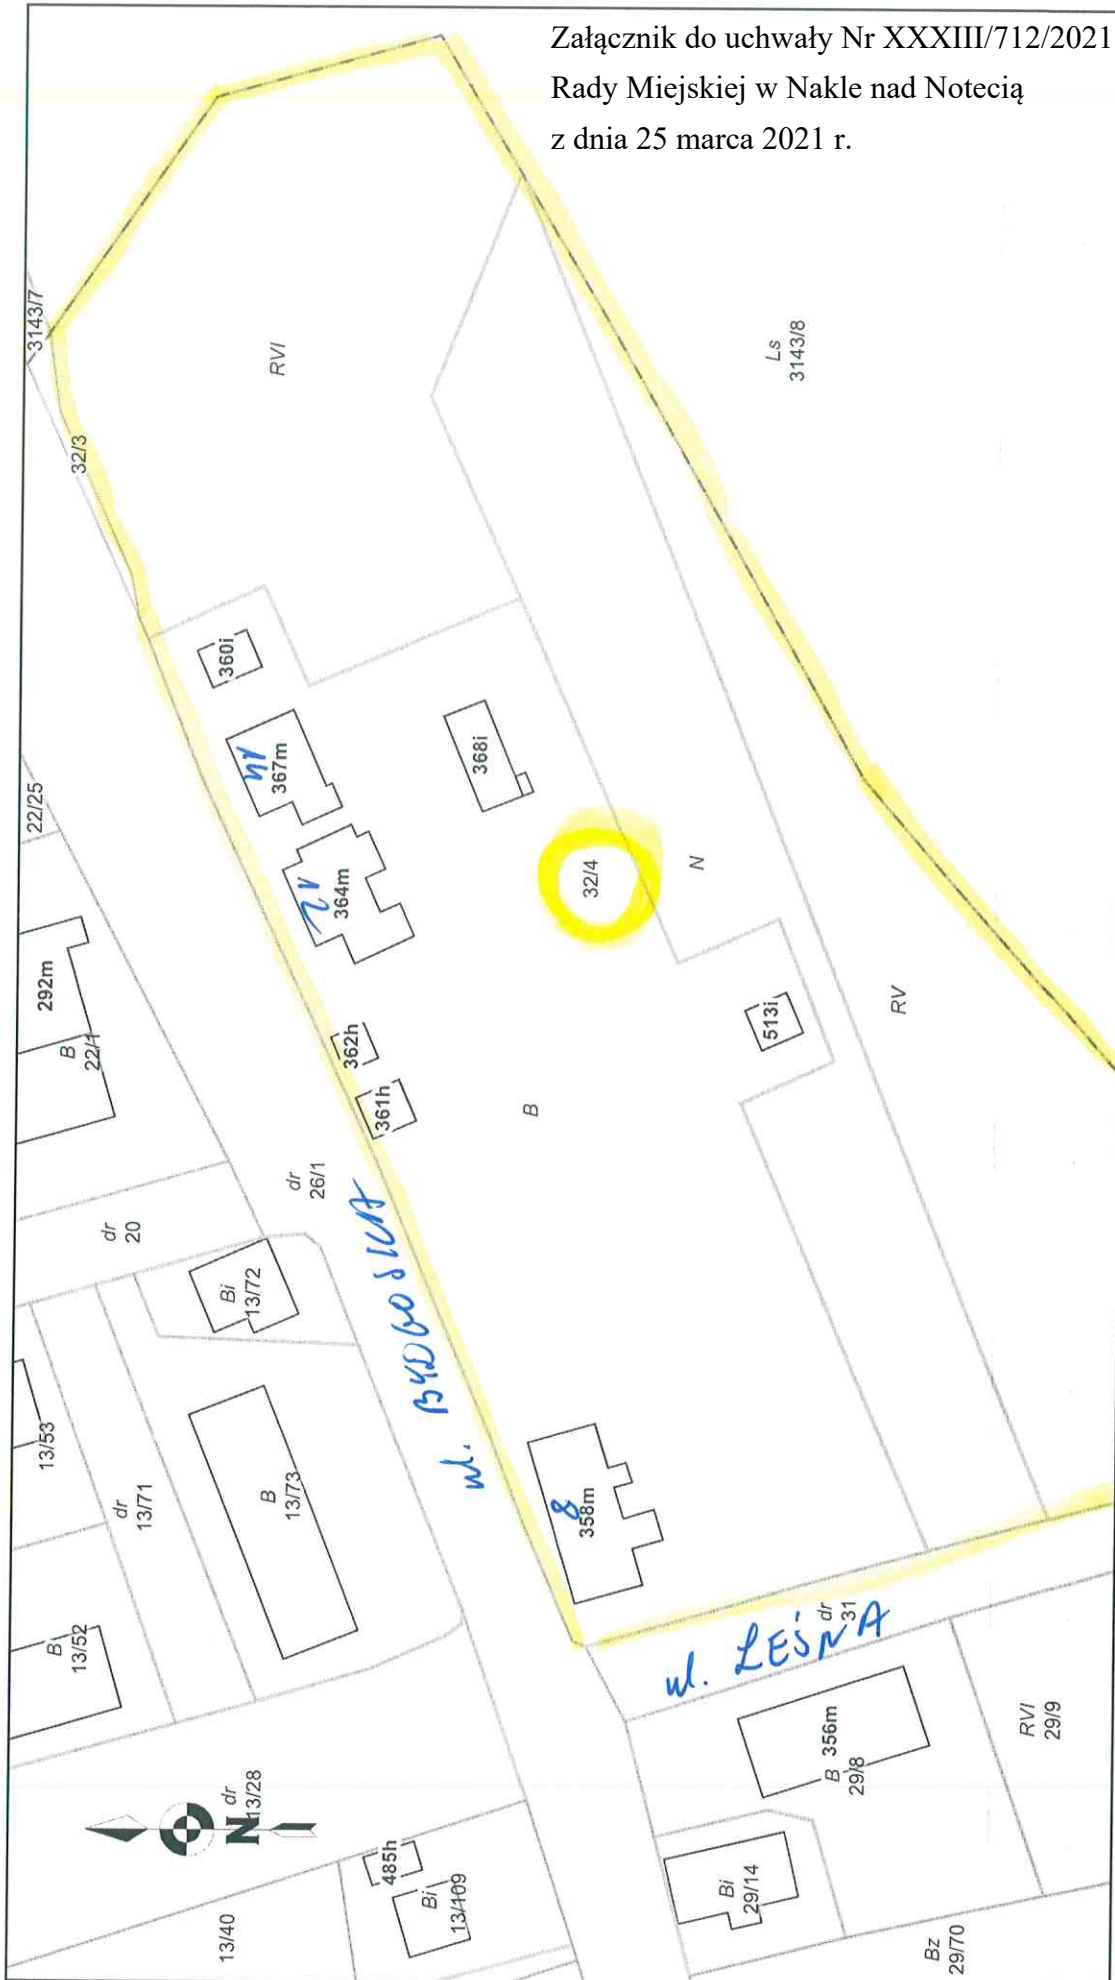 Załącznik do uchwały Nr XXXIII/712/2021
Rady Miejskiej w Nakle nad Notecią
z dnia 25 marca 2021 r.
3143/7
32/3
RVI
Ls
3143/8
360i
367m
368i
22/25
364m
32/4
N
292m
B
22/1
362h
361h
513i
RV
B
dr
26/1
dr
20
Bi
13/72
ul. BYDGOSKA
13/53
dr
13/71
B
13/73
8
358m
B
13/52
dr
31
ul. LEŚNA
356m
B
29/8
RVI
29/9
dr
13/28
N
485h
Bi
13/109
13/40
Bi
29/14
Bz
29/70